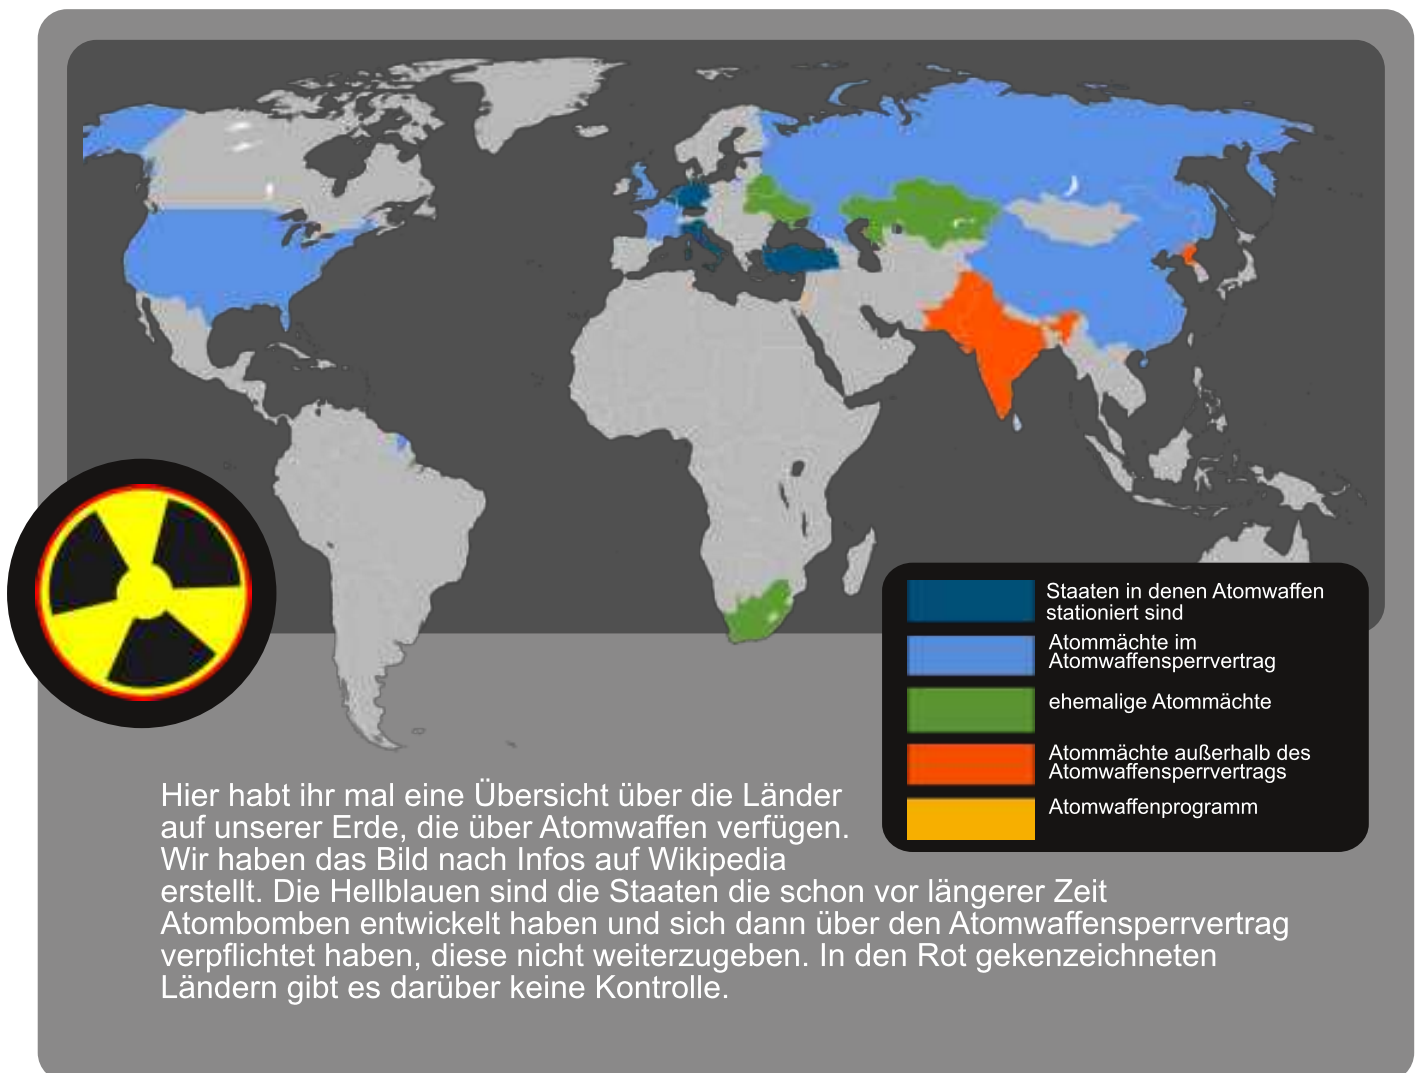 Staaten in denen Atomwaffen
stationiert sind
Atommächte im
Atomwaffensperrvertrag
ehemalige Atommächte
Atommächte außerhalb des
Atomwaffensperrvertrags
Atomwaffenprogramm
Hier habt ihr mal eine Übersicht über die Länder
auf unserer Erde, die über Atomwaffen verfügen.
Wir haben das Bild nach Infos auf Wikipedia
erstellt. Die Hellblauen sind die Staaten die schon vor längerer Zeit
Atombomben entwickelt haben und sich dann über den Atomwaffensperrvertrag
verpflichtet haben, diese nicht weiterzugeben. In den Rot gekenzeichneten
Ländern gibt es darüber keine Kontrolle.